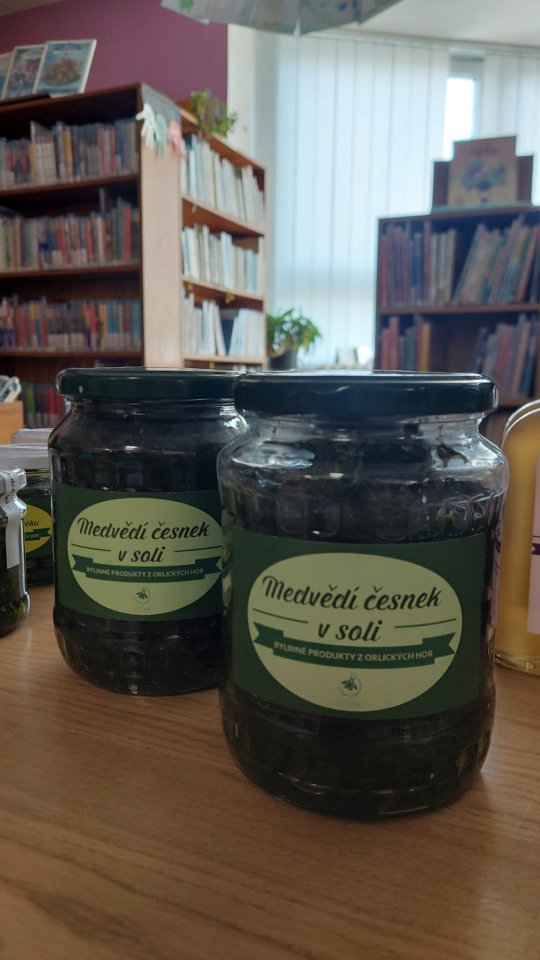 Medvědí česnek
v soli
BYLINNÉ PRODUKTY Z ORLICKÝCH HOR
Medvědí česnek
v soli
BYLINNÉ PRODUKTY Z ORLICKÝCH HOR